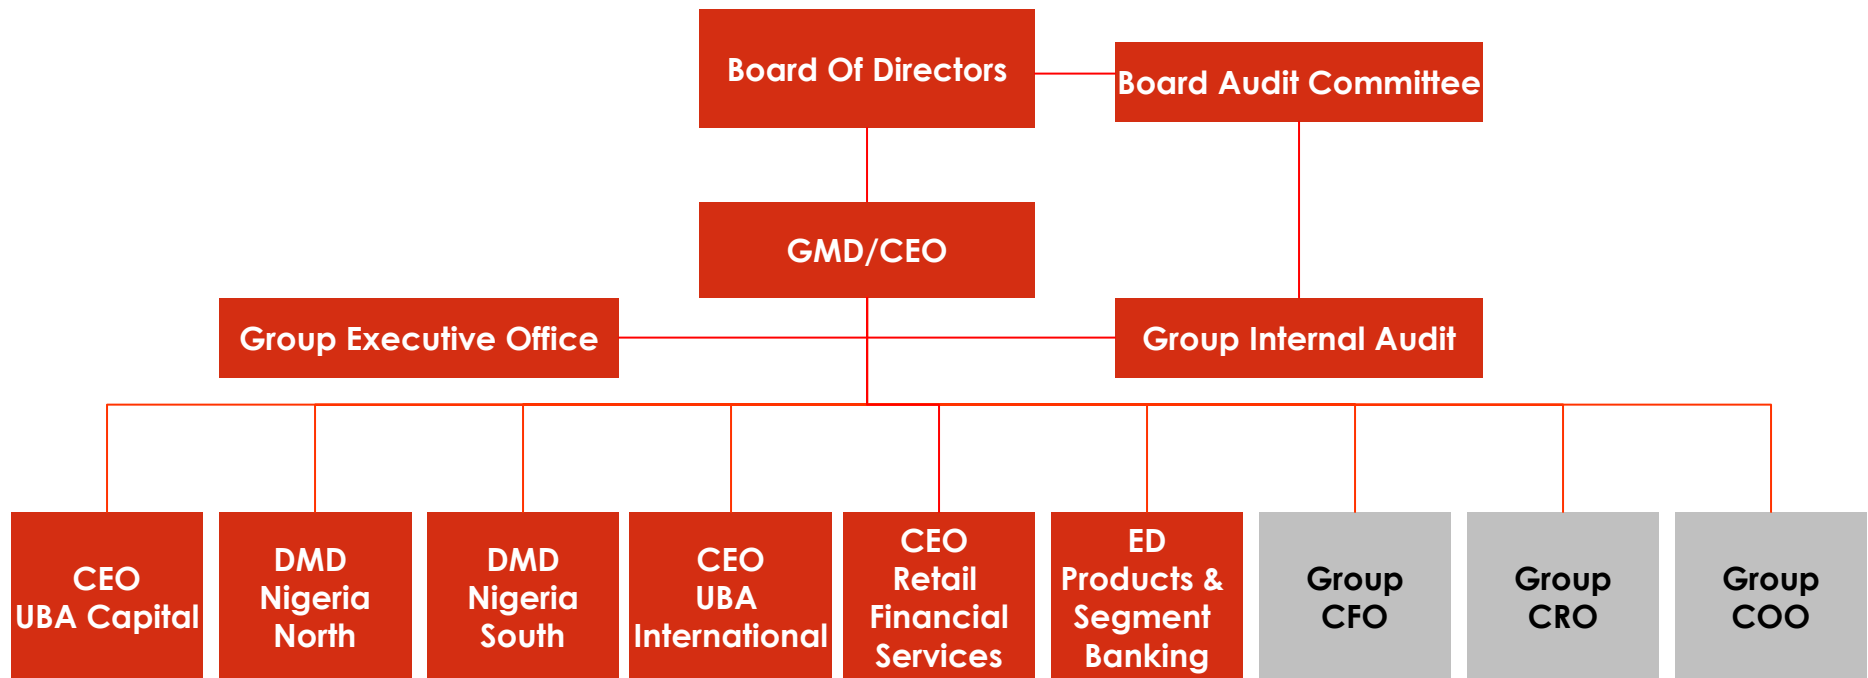 Board Of Directors
Board Audit Committee
GMD/CEO
Group Executive Office
Group Internal Audit
CEO
UBA Capital
DMD
Nigeria
North
DMD
Nigeria
South
CEO
UBA
International
CEO
Retail
Financial
Services
ED
Products &
Segment
Banking
Group
CFO
Group
CRO
Group
COO